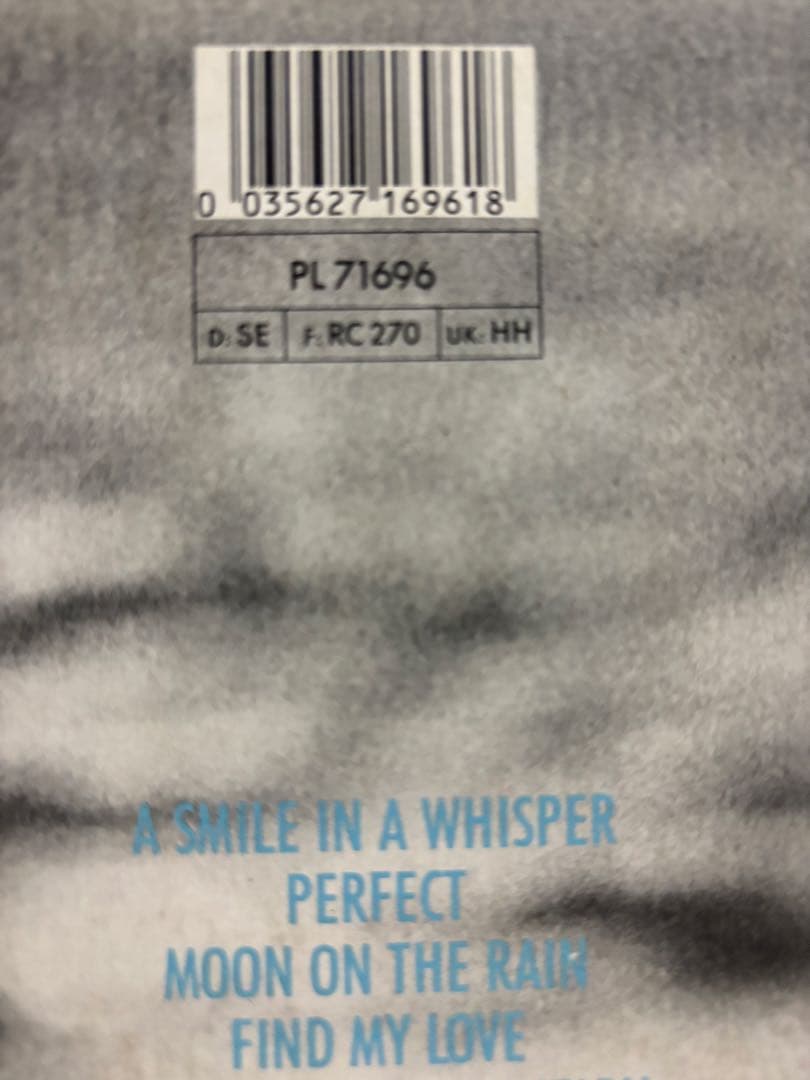 0 035627 169618
PL 71696
D: SE F: RC 270 UK: HH
A SMILE IN A WHISPER
PERFECT
MOON ON THE RAIN
FIND MY LOVE